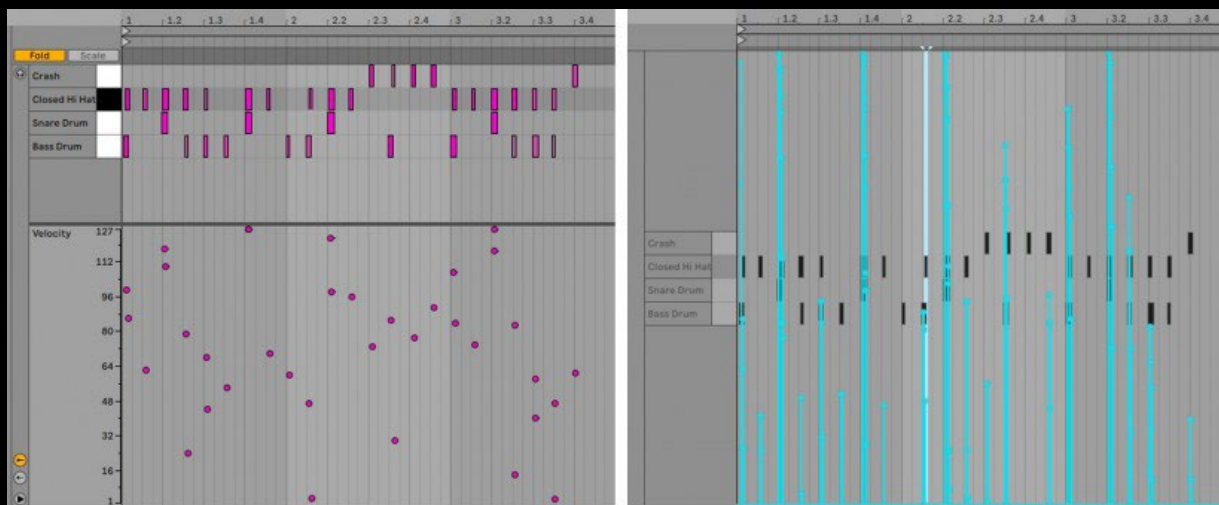 1 1.2 1.3 1.4 2 2.2 2.3 2.4 3 3.2 3.3 3.4
Fold Scale
Crash
Closed Hi Hat
Snare Drum
Bass Drum
Velocity 127
112
96
80
64
48
32
16
1
1 1.2 1.3 1.4 2 2.2 2.3 2.4 3 3.2 3.3 3.4
Crash
Closed Hi Hat
Snare Drum
Bass Drum